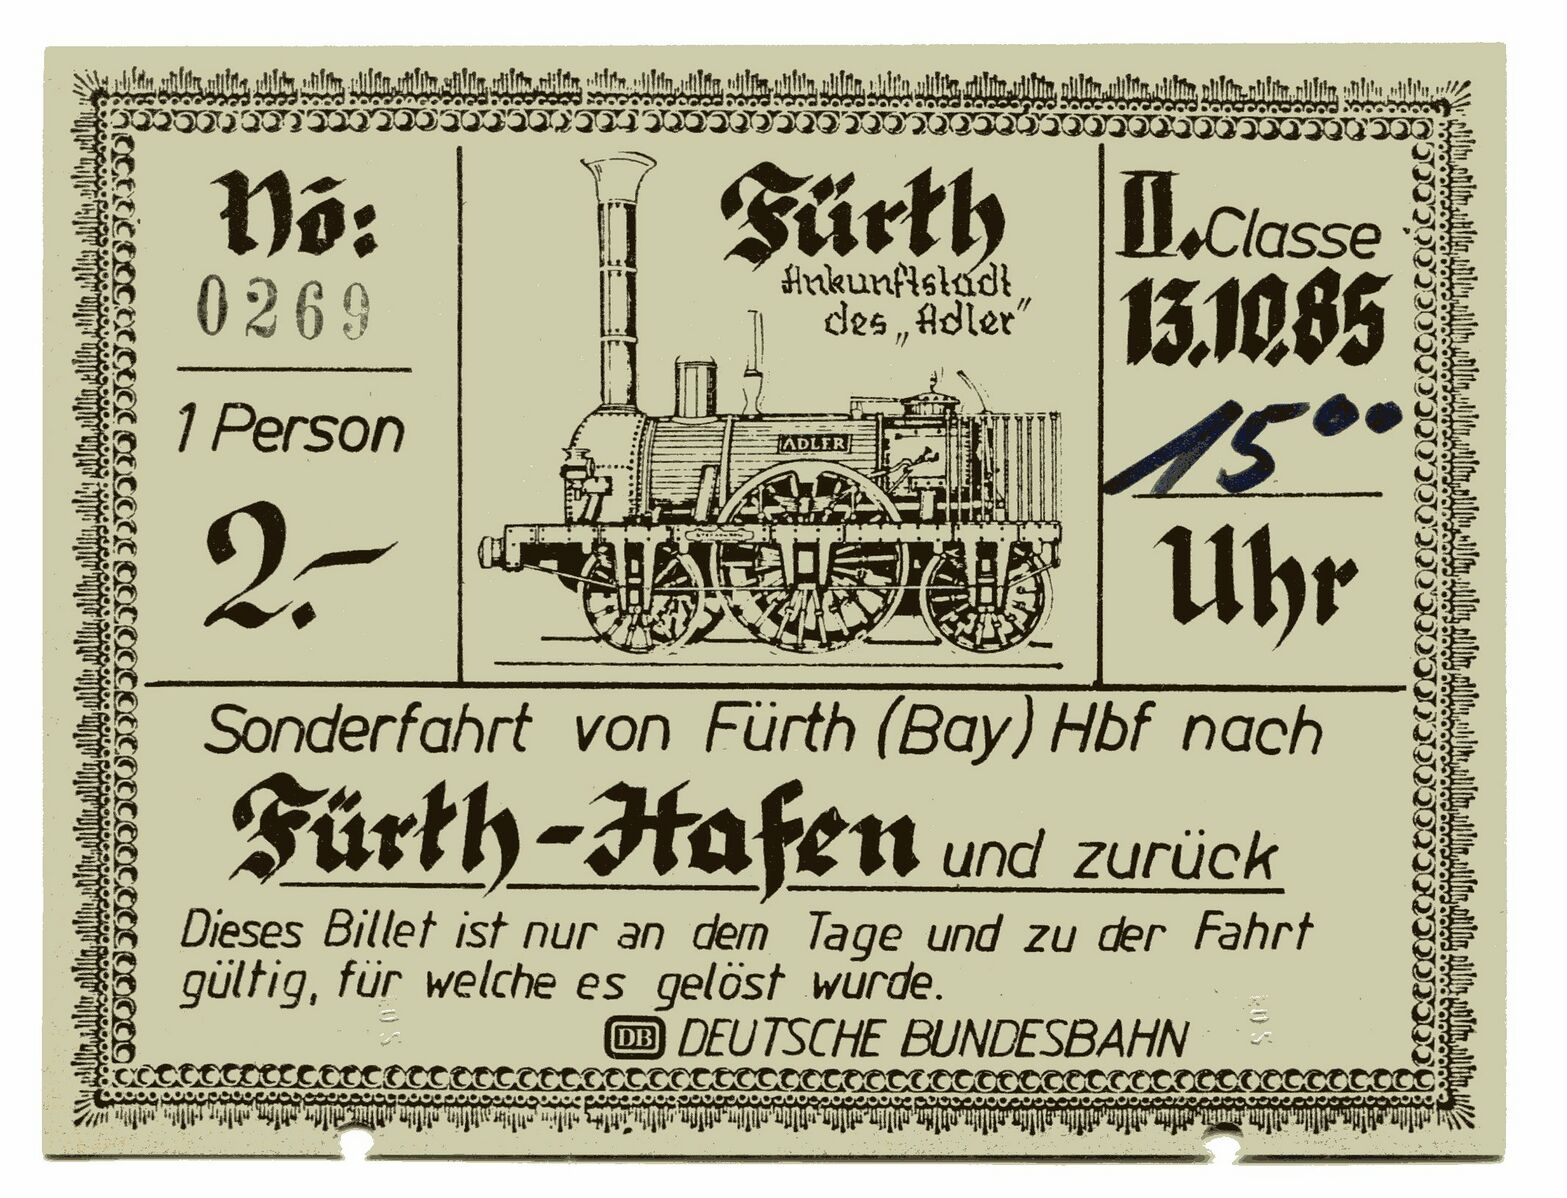 Nó:
0269
1 Person
2.–
Fürth
Ankunftstadt
des „Adler”
ADLER
II. Classe
13.10.85
15⁰⁰
Uhr
Sonderfahrt von Fürth (Bay) Hbf nach
Fürth-Hafen und zurück
Dieses Billet ist nur an dem Tage und zu der Fahrt
gültig, für welche es gelöst wurde.
DB DEUTSCHE BUNDESBAHN